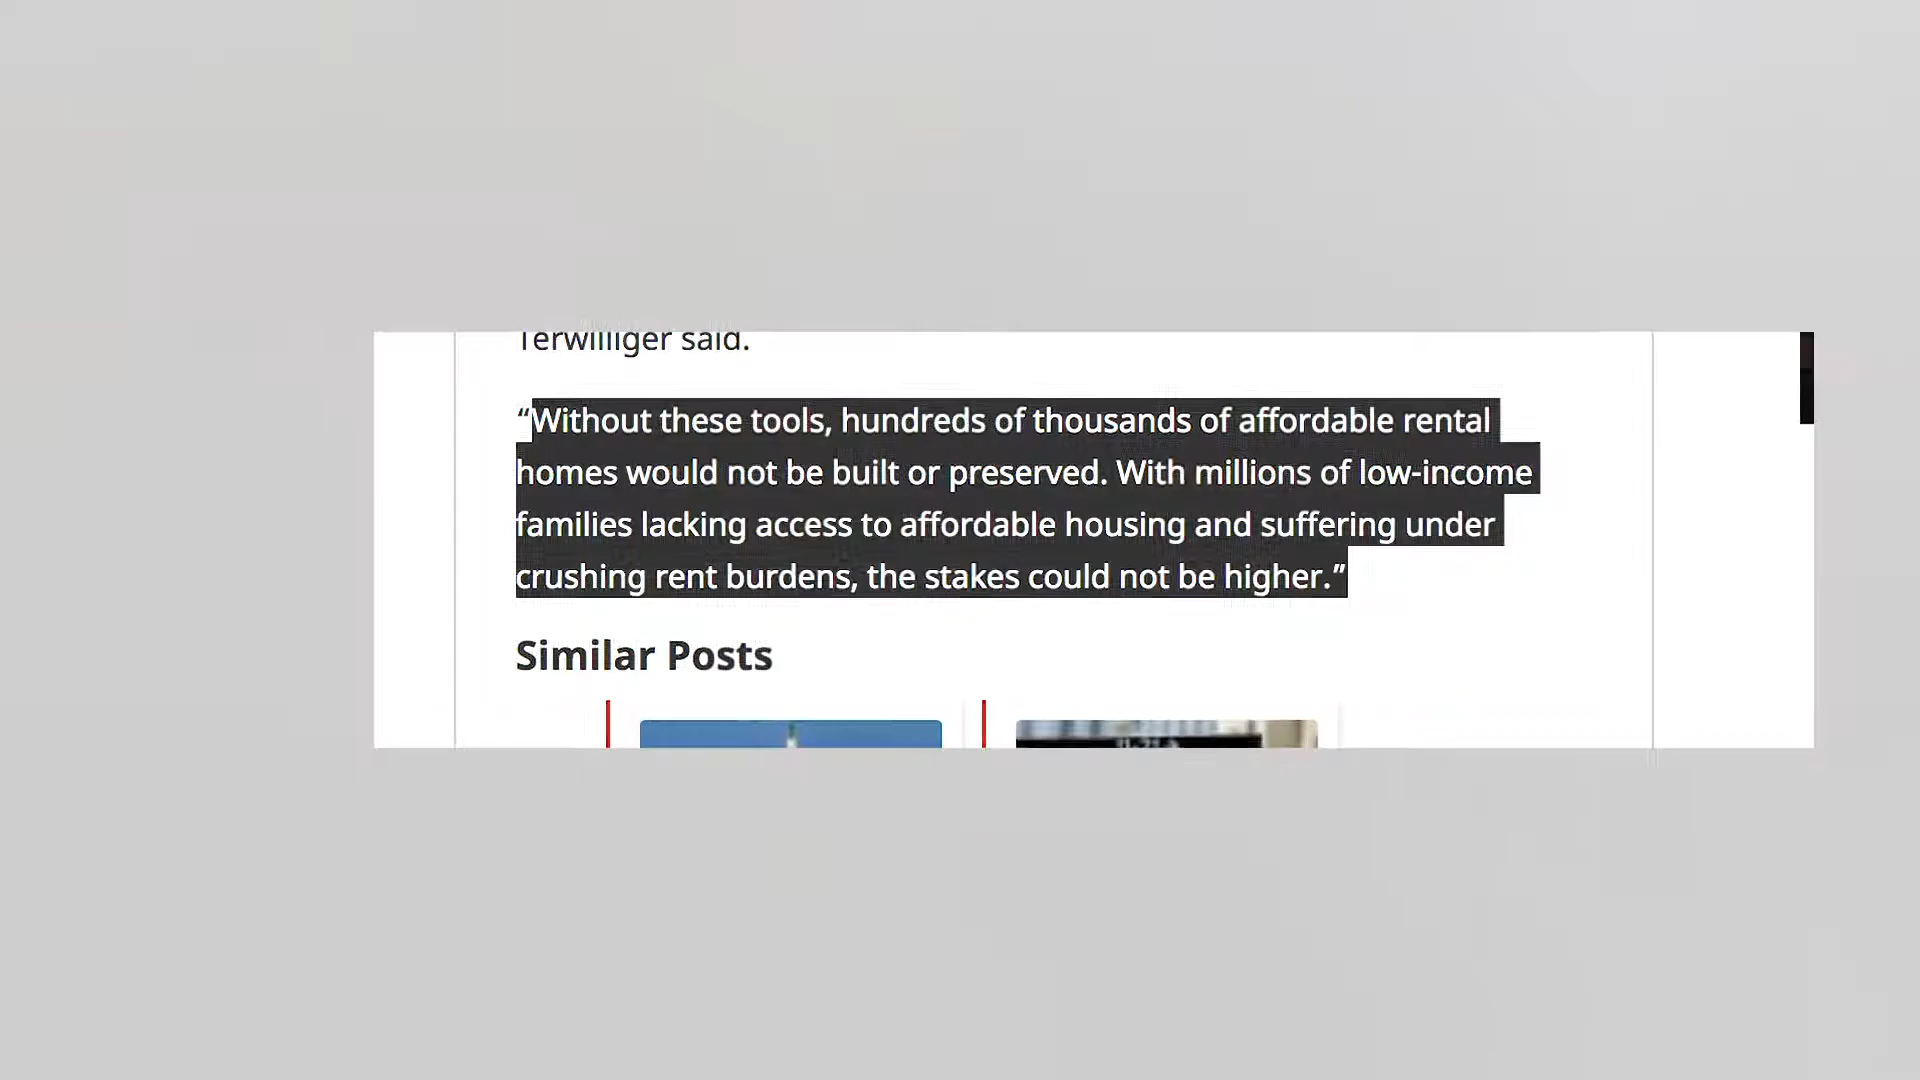 Terwilliger said.
“Without these tools, hundreds of thousands of affordable rental
homes would not be built or preserved. With millions of low-income
families lacking access to affordable housing and suffering under
crushing rent burdens, the stakes could not be higher.”
Similar Posts